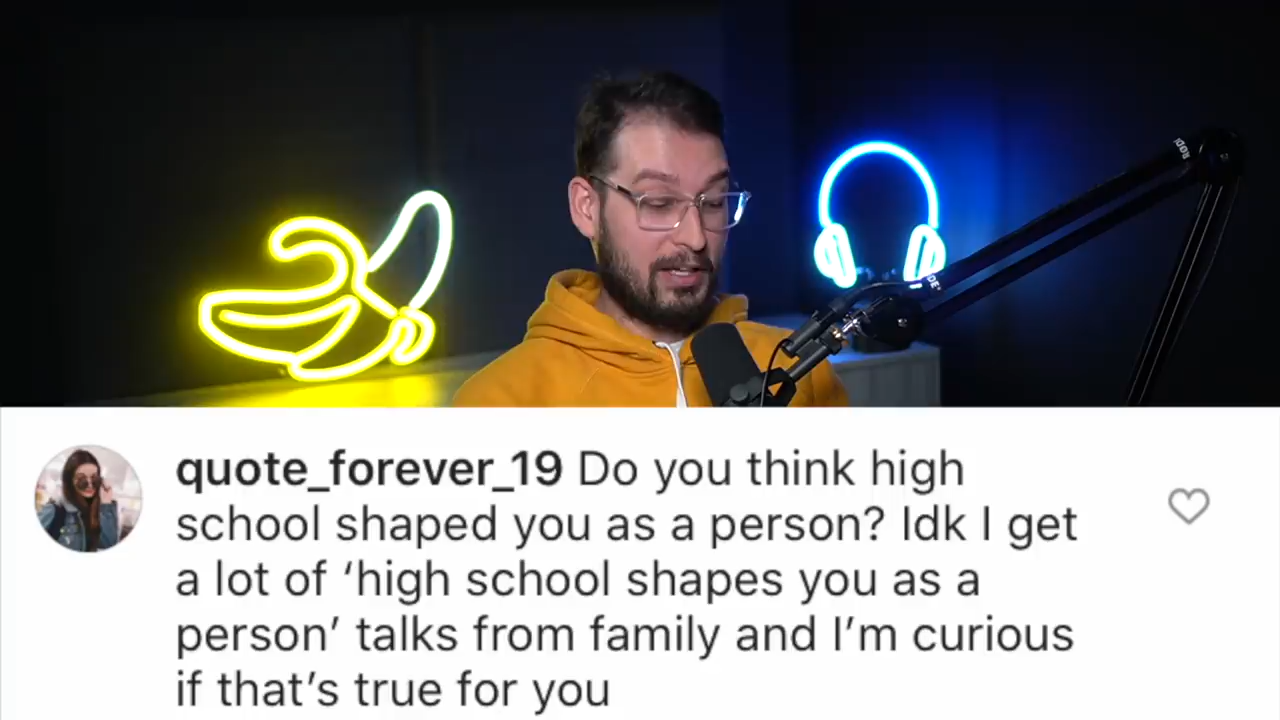 RODE
quote_forever_19 Do you think high
school shaped you as a person? Idk I get
a lot of ‘high school shapes you as a
person’ talks from family and I’m curious
if that’s true for you